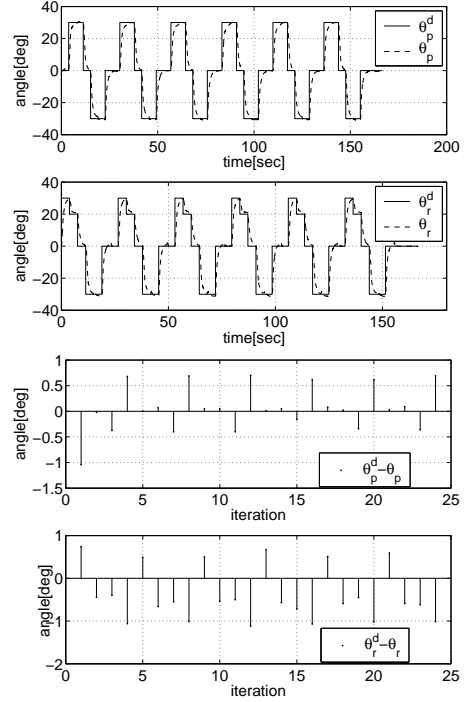 40
20
0
−20
−40
0 50 100 150 200
angle[deg]
time[sec]
θ_p^d
θ_p
40
20
0
−20
−40
0 50 100 150
angle[deg]
time[sec]
θ_r^d
θ_r
1
0.5
0
−0.5
−1
−1.5
0 5 10 15 20 25
angle[deg]
iteration
θ_p^d−θ_p
1
0
−1
−2
0 5 10 15 20 25
angle[deg]
iteration
θ_r^d−θ_r